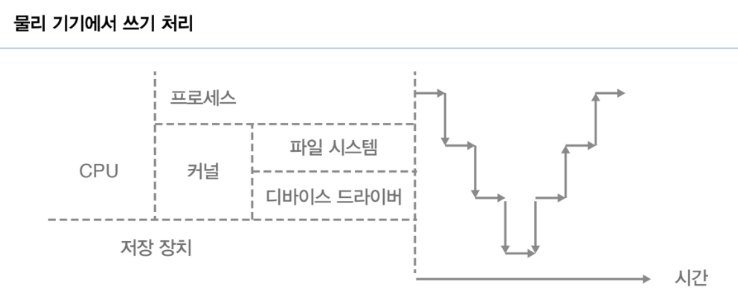 물리 기기에서 쓰기 처리
프로세스
CPU
커널
파일 시스템
디바이스 드라이버
저장 장치
시간